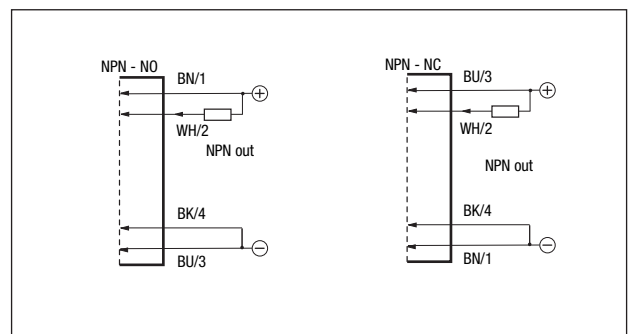 NPN - NO
BN/1
+
WH/2
NPN out
BK/4
−
BU/3
NPN - NC
BU/3
+
WH/2
NPN out
BK/4
−
BN/1